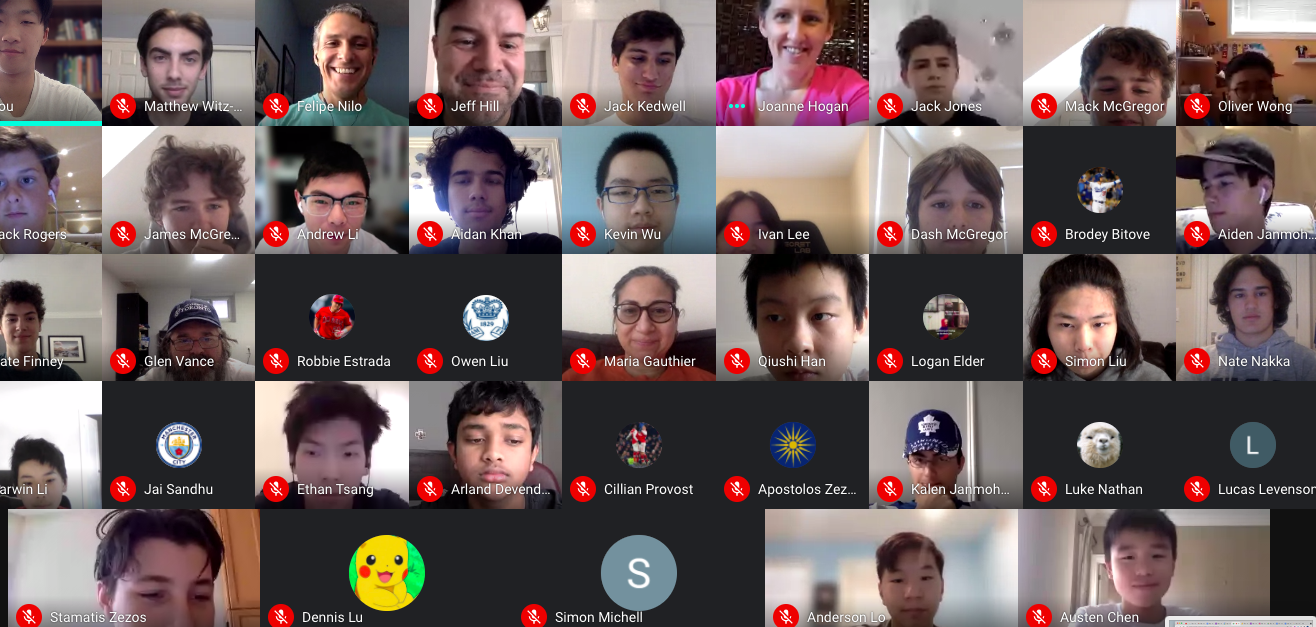 ou
Matthew Witz-...
Felipe Nilo
Jeff Hill
Jack Kedwell
Joanne Hogan
Jack Jones
Mack McGregor
Oliver Wong
ack Rogers
James McGre...
Andrew Li
Aidan Khan
Kevin Wu
Ivan Lee
Dash McGregor
Brodey Bitove
Aiden Janmoh...
ate Finney
Glen Vance
Robbie Estrada
1829
Owen Liu
Maria Gauthier
Qiushi Han
Logan Elder
Simon Liu
Nate Nakka
arwin Li
MANCHESTER
CITY
Jai Sandhu
Ethan Tsang
Arland Devend...
Cillian Provost
Apostolos Zez...
Kalen Janmoh...
Luke Nathan
L
Lucas Levenson
Stamatis Zezos
Dennis Lu
S
Simon Michell
Anderson Lo
Austen Chen